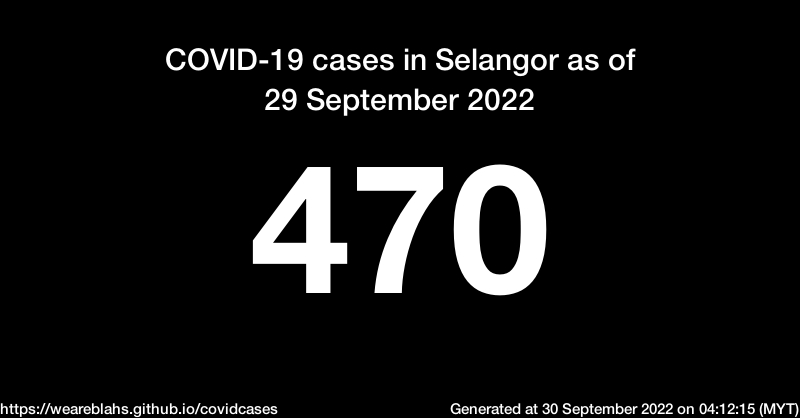 COVID-19 cases in Selangor as of
29 September 2022
470
https://weareblahs.github.io/covidcases
Generated at 30 September 2022 on 04:12:15 (MYT)